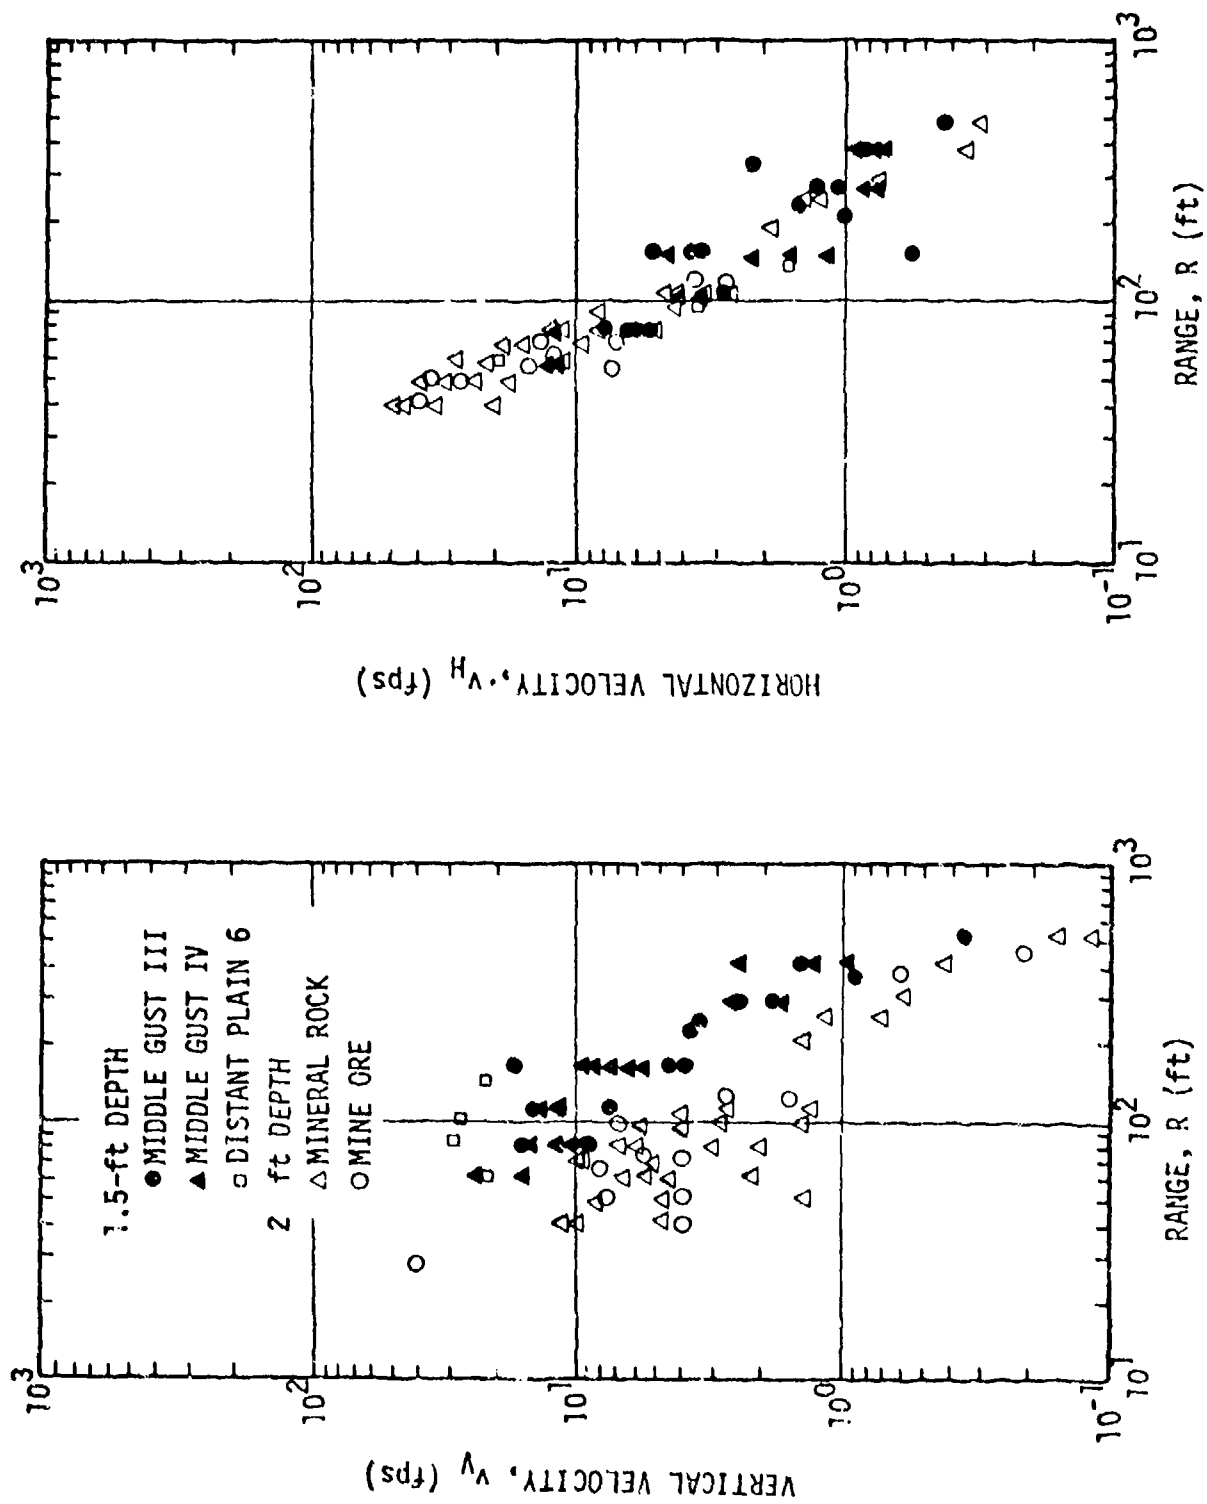 VERTICAL VELOCITY, vV (fps)
10^3
10^2
10^1
10^0
10^-1
10^1
10^2
10^3
RANGE, R (ft)
1.5-ft DEPTH
● MIDDLE GUST III
▲ MIDDLE GUST IV
□ DISTANT PLAIN 6
2 ft DEPTH
△ MINERAL ROCK
○ MINE ORE
HORIZONTAL VELOCITY, vH (fps)
10^3
10^2
10^1
10^0
10^-1
10^1
10^2
10^3
RANGE, R (ft)